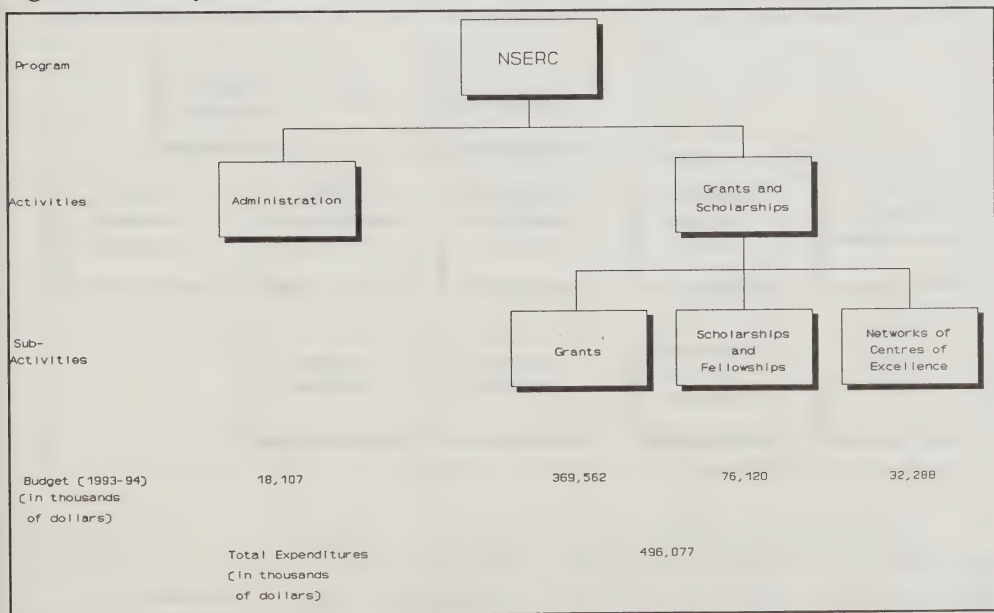 NSERC
Program
Activities
Administration
Grants and
Scholarships
Sub-
Activities
Grants
Scholarships
and
Fellowships
Networks of
Centres of
Excellence
Budget (1993-94)
(in thousands
of dollars)
18,107
369,562
76,120
32,288
Total Expenditures
(in thousands
of dollars)
496,077